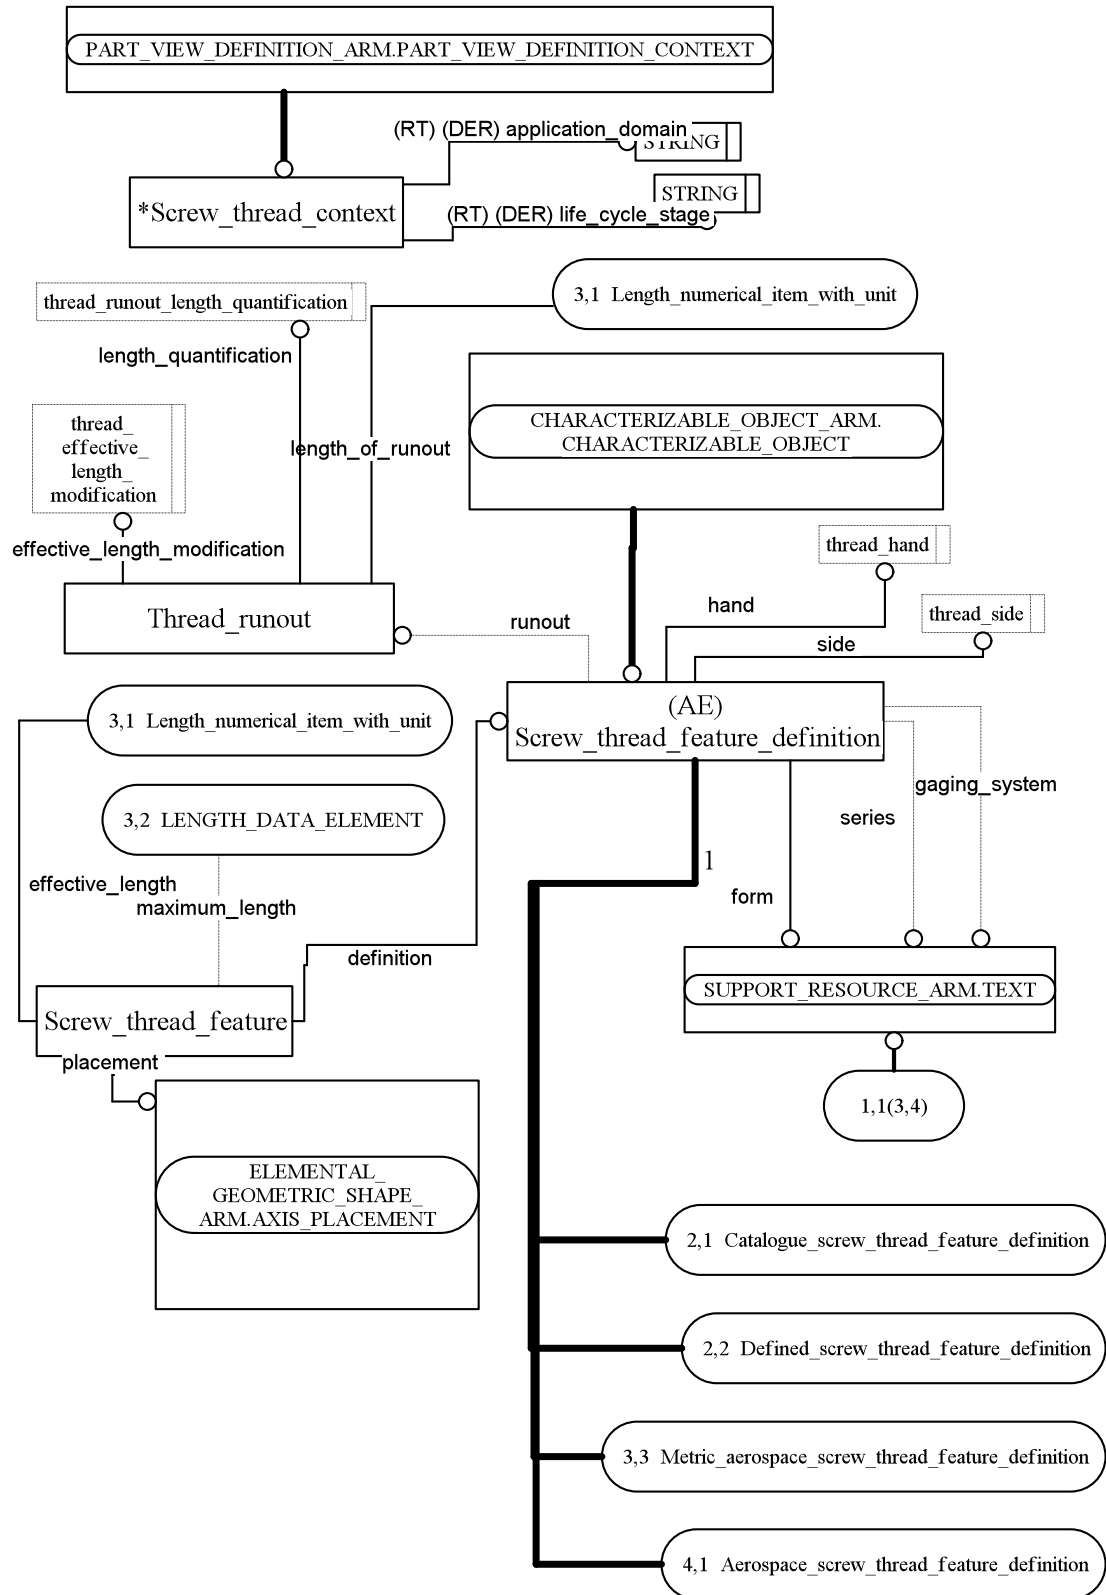 PART_VIEW_DEFINITION_ARM.PART_VIEW_DEFINITION_CONTEXT
(RT) (DER) application_domain
STRING
*Screw_thread_context
STRING
(RT) (DER) life_cycle_stage
3,1 Length_numerical_item_with_unit
thread_runout_length_quantification
length_quantification
thread_
effective_
length_
modification
length_of_runout
CHARACTERIZABLE_OBJECT_ARM.
CHARACTERIZABLE_OBJECT
effective_length_modification
thread_hand
Thread_runout
hand
thread_side
runout
side
3,1 Length_numerical_item_with_unit
(AE)
Screw_thread_feature_definition
3,2 LENGTH_DATA_ELEMENT
gaging_system
series
1
effective_length
maximum_length
form
definition
SUPPORT_RESOURCE_ARM.TEXT
Screw_thread_feature
placement
1,1(3,4)
ELEMENTAL_
GEOMETRIC_SHAPE_
ARM.AXIS_PLACEMENT
2,1 Catalogue_screw_thread_feature_definition
2,2 Defined_screw_thread_feature_definition
3,3 Metric_aerospace_screw_thread_feature_definition
4,1 Aerospace_screw_thread_feature_definition